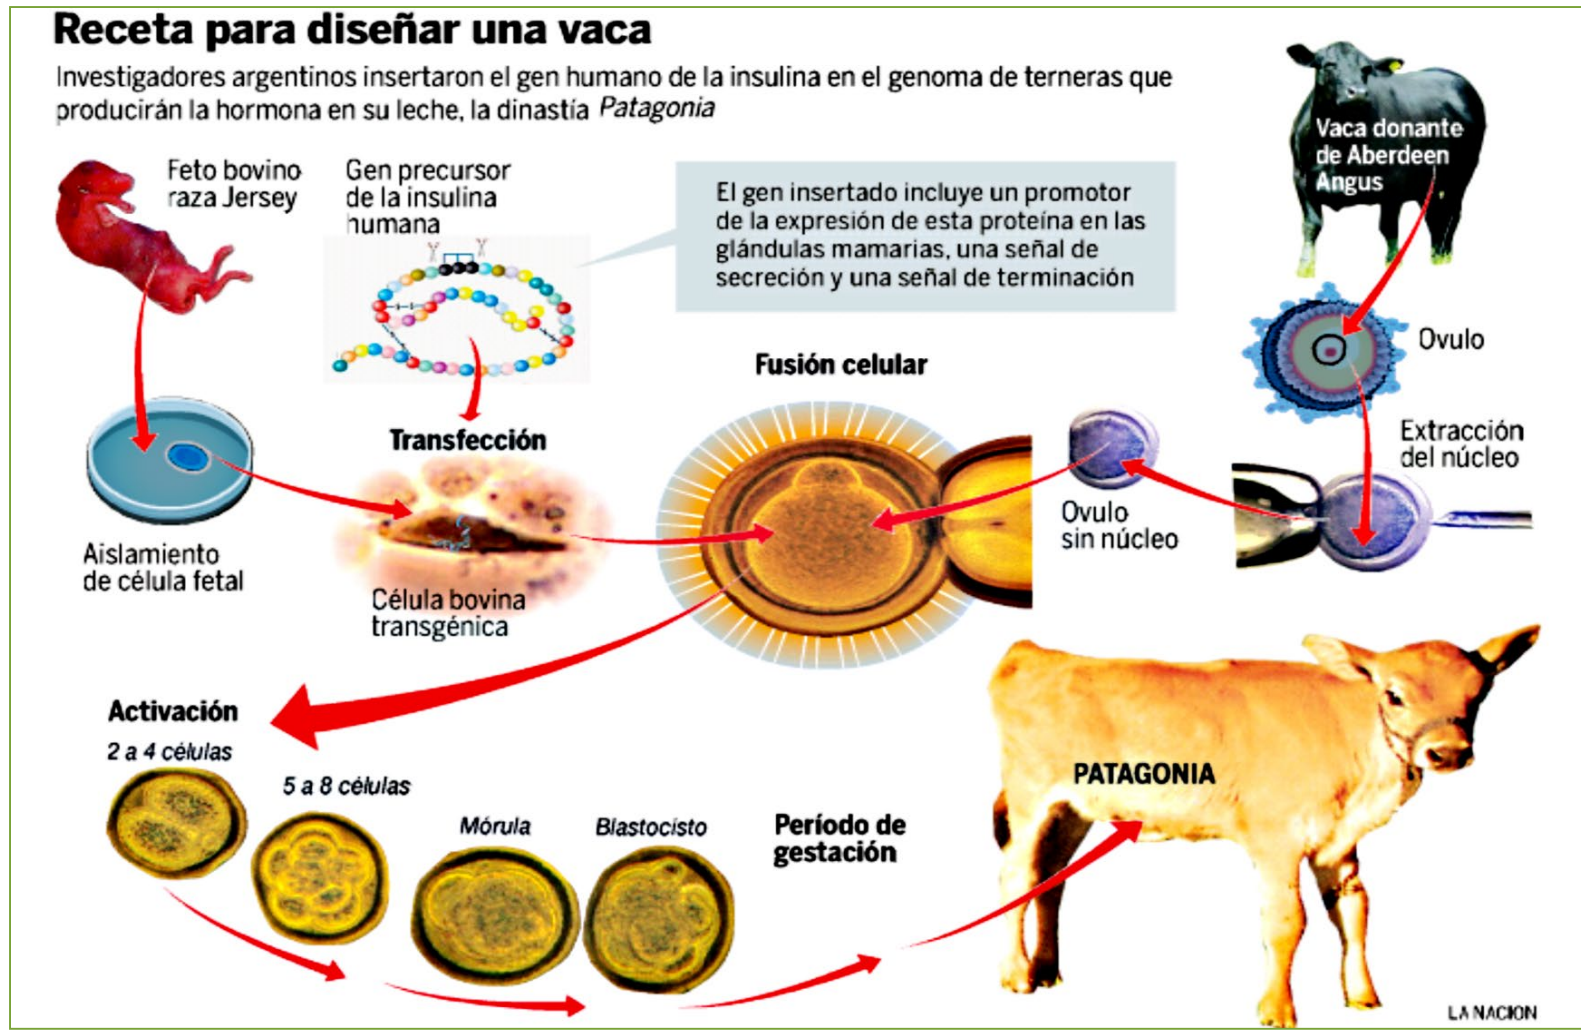 Receta para diseñar una vaca
Investigadores argentinos insertaron el gen humano de la insulina en el genoma de terneras que
producirán la hormona en su leche, la dinastía Patagonia
Feto bovino
raza Jersey
Gen precursor
de la insulina
humana
El gen insertado incluye un promotor
de la expresión de esta proteína en las
glándulas mamarias, una señal de
secreción y una señal de terminación
Vaca donante
de Aberdeen
Angus
Ovulo
Fusión celular
Transfección
Extracción
del núcleo
Ovulo
sin núcleo
Aislamiento
de célula fetal
Célula bovina
transgénica
Activación
2 a 4 células
5 a 8 células
Mórula
Blastocisto
Período de
gestación
PATAGONIA
LA NACION